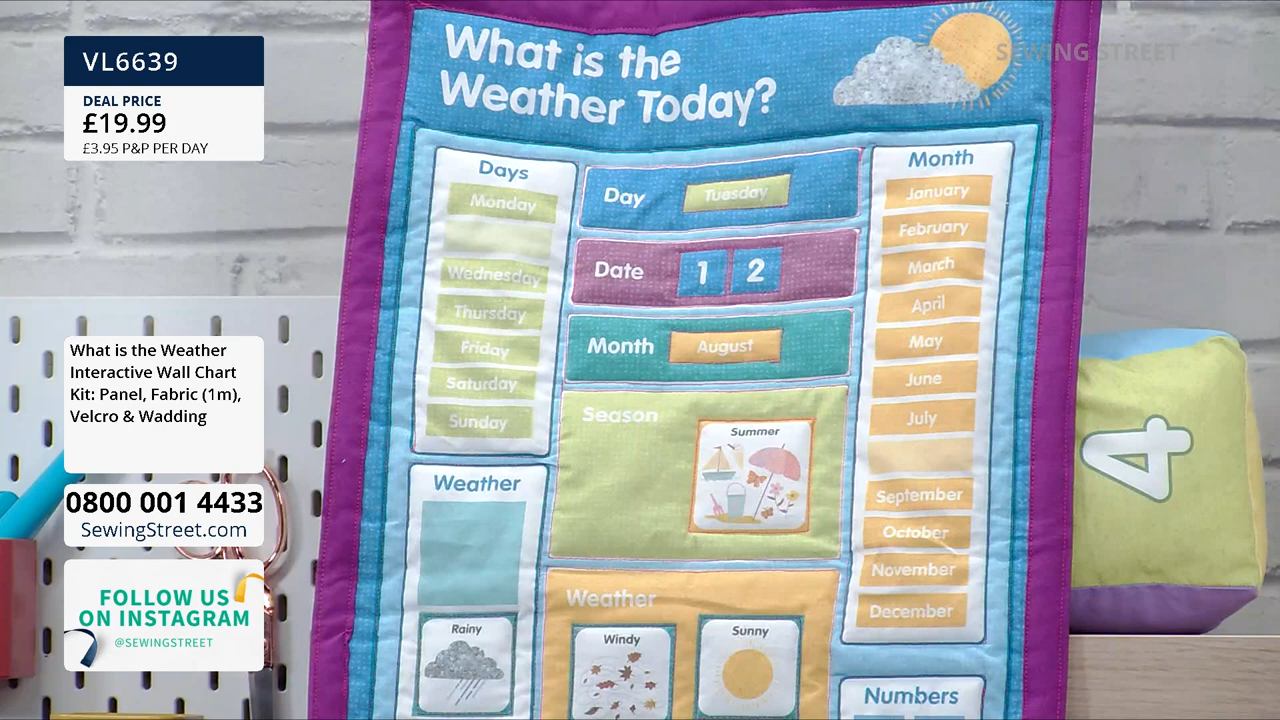 VL6639
DEAL PRICE
£19.99
£3.95 P&P PER DAY
What is the Weather
Interactive Wall Chart
Kit: Panel, Fabric (1m),
Velcro & Wadding
0800 001 4433
SewingStreet.com
FOLLOW US
ON INSTAGRAM
@SEWINGSTREET
SEWING STREET
What is the
Weather Today?
Days
Monday
Wednesday
Thursday
Friday
Saturday
Sunday
Weather
Rainy
Day Tuesday
Date 1 2
Month August
Season
Summer
Weather
Windy
Sunny
Month
January
February
March
April
May
June
July
September
October
November
December
Numbers
4